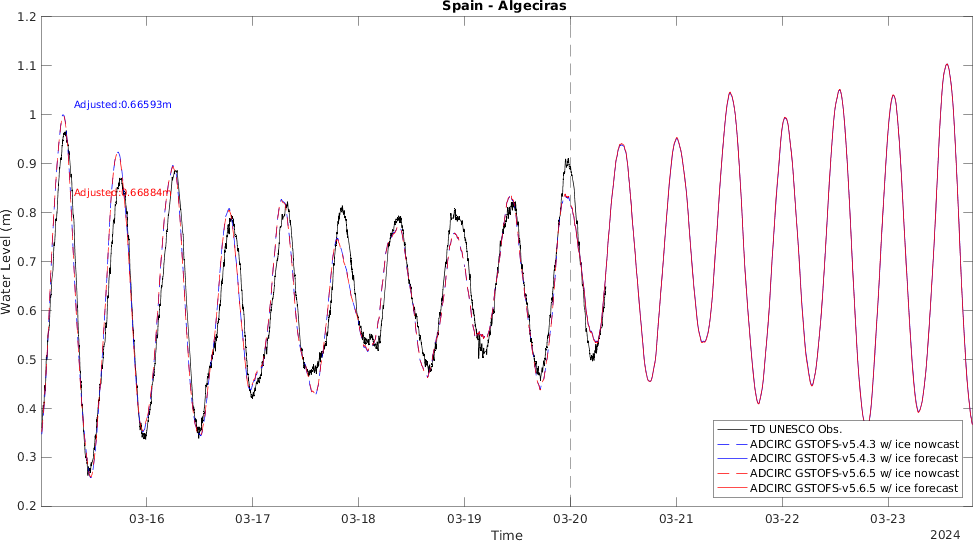 Spain - Algeciras
1.2
1.1
1
0.9
0.8
0.7
0.6
0.5
0.4
0.3
0.2
Water Level (m)
Adjusted:0.66593m
Adjusted:0.66884m
TD UNESCO Obs.
ADCIRC GSTOFS-v5.4.3 w/ ice nowcast
ADCIRC GSTOFS-v5.4.3 w/ ice forecast
ADCIRC GSTOFS-v5.6.5 w/ ice nowcast
ADCIRC GSTOFS-v5.6.5 w/ ice forecast
03-16 03-17 03-18 03-19 03-20 03-21 03-22 03-23
Time
2024